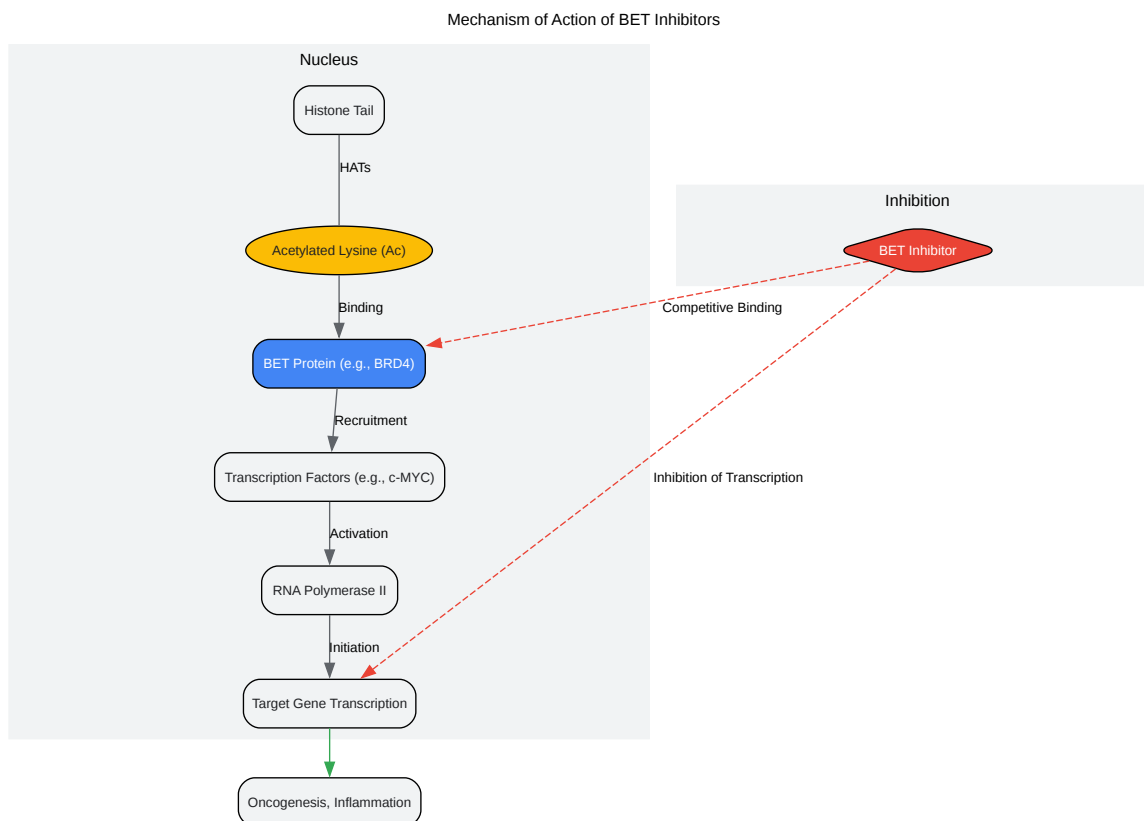 Mechanism of Action of BET Inhibitors
Nucleus
Histone Tail
HATs
Inhibition
Acetylated Lysine (Ac)
BET Inhibitor
Binding
Competitive Binding
BET Protein (e.g., BRD4)
Recruitment
Transcription Factors (e.g., c-MYC)
Inhibition of Transcription
Activation
RNA Polymerase II
Initiation
Target Gene Transcription
Oncogenesis, Inflammation